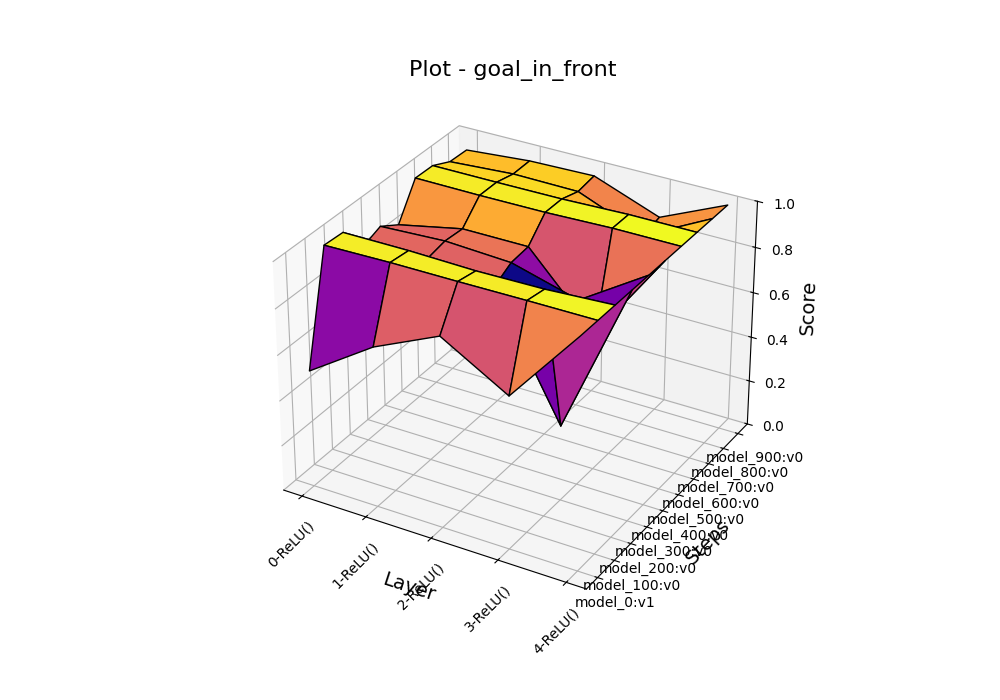 Plot - goal_in_front
1.0
0.8
0.6
0.4
0.2
0.0
Score
model_900:v0
model_800:v0
model_700:v0
model_600:v0
model_500:v0
model_400:v0
model_300:v0
model_200:v0
model_100:v0
model_0:v1
Steps
0-ReLU()
1-ReLU()
2-ReLU()
3-ReLU()
4-ReLU()
Layer